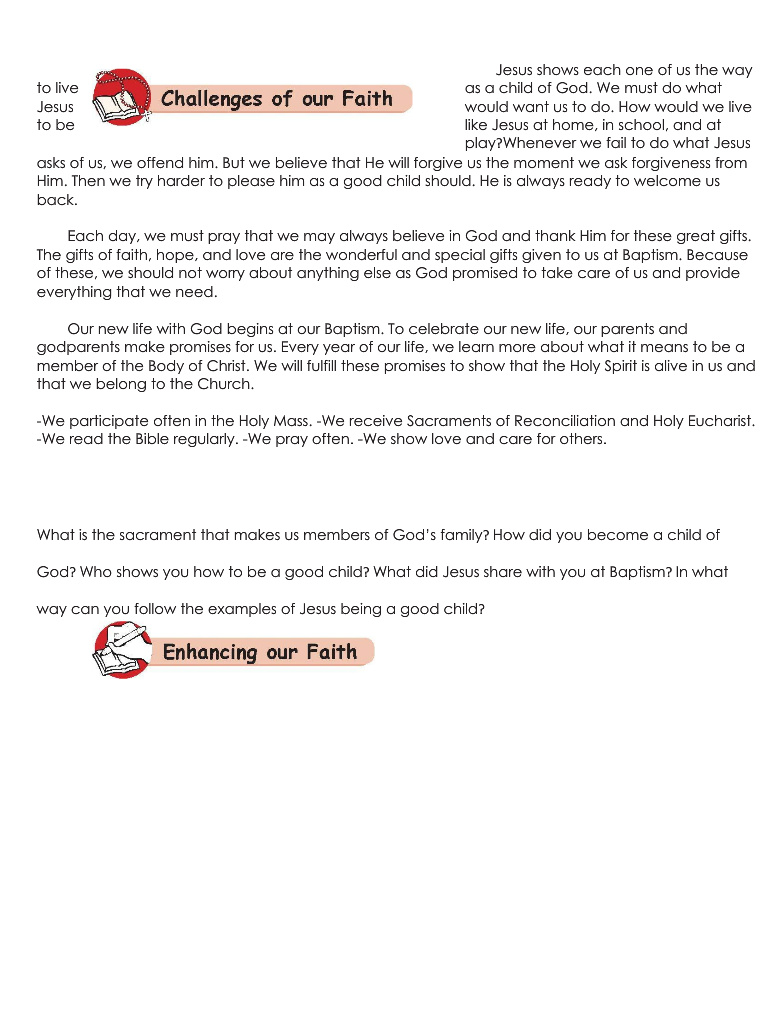 Jesus shows each one of us the way
to live as a child of God. We must do what
Challenges of our Faith
Jesus would want us to do. How would we live
to be like Jesus at home, in school, and at
play?Whenever we fail to do what Jesus
asks of us, we offend him. But we believe that He will forgive us the moment we ask forgiveness from
Him. Then we try harder to please him as a good child should. He is always ready to welcome us
back.
Each day, we must pray that we may always believe in God and thank Him for these great gifts.
The gifts of faith, hope, and love are the wonderful and special gifts given to us at Baptism. Because
of these, we should not worry about anything else as God promised to take care of us and provide
everything that we need.
Our new life with God begins at our Baptism. To celebrate our new life, our parents and
godparents make promises for us. Every year of our life, we learn more about what it means to be a
member of the Body of Christ. We will fulfill these promises to show that the Holy Spirit is alive in us and
that we belong to the Church.
-We participate often in the Holy Mass. -We receive Sacraments of Reconciliation and Holy Eucharist.
-We read the Bible regularly. -We pray often. -We show love and care for others.
What is the sacrament that makes us members of God’s family? How did you become a child of
God? Who shows you how to be a good child? What did Jesus share with you at Baptism? In what
way can you follow the examples of Jesus being a good child?
Enhancing our Faith